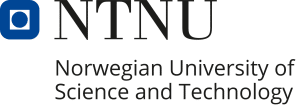 NTNU
Norwegian University of
Science and Technology